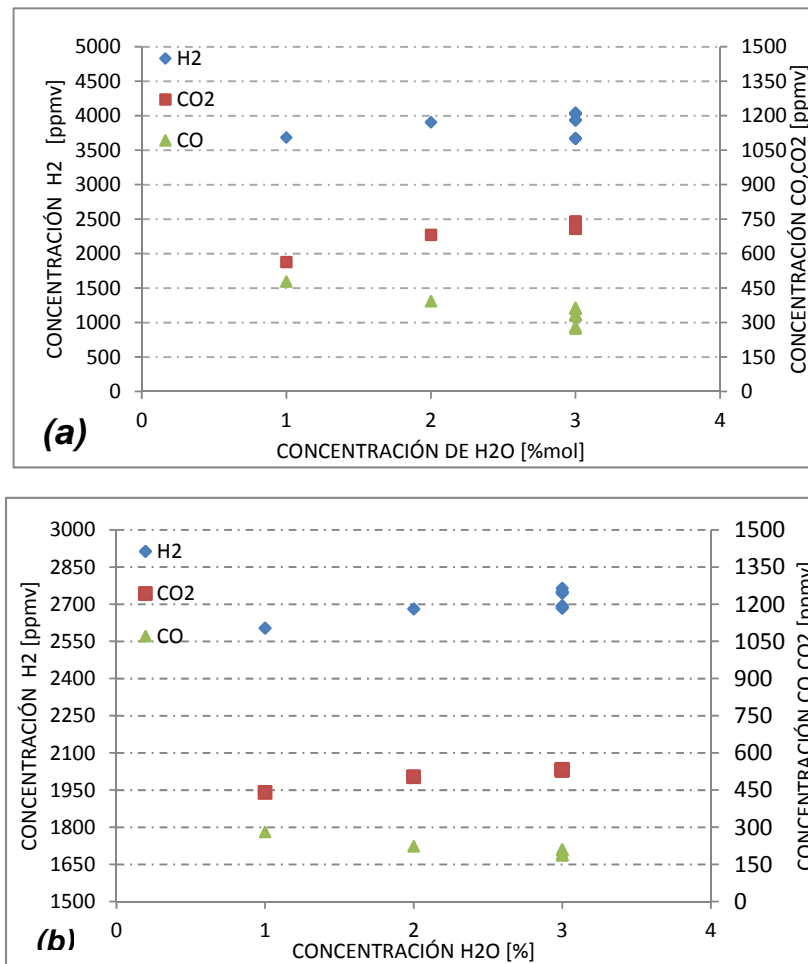 5000
4500
4000
3500
3000
2500
2000
1500
1000
500
0
CONCENTRACIÓN H2 [ppmv]
H2
CO2
CO
1500
1350
1200
1050
900
750
600
450
300
150
0
CONCENTRACIÓN CO,CO2 [ppmv]
0 1 2 3 4
(a)
CONCENTRACIÓN DE H2O [%mol]
3000
2850
2700
2550
2400
2250
2100
1950
1800
1650
1500
CONCENTRACIÓN H2 [ppmv]
H2
CO2
CO
1500
1350
1200
1050
900
750
600
450
300
150
0
CONCENTRACIÓN CO,CO2 [ppmv]
0 1 2 3 4
(b)
CONCENTRACIÓN H2O [%]